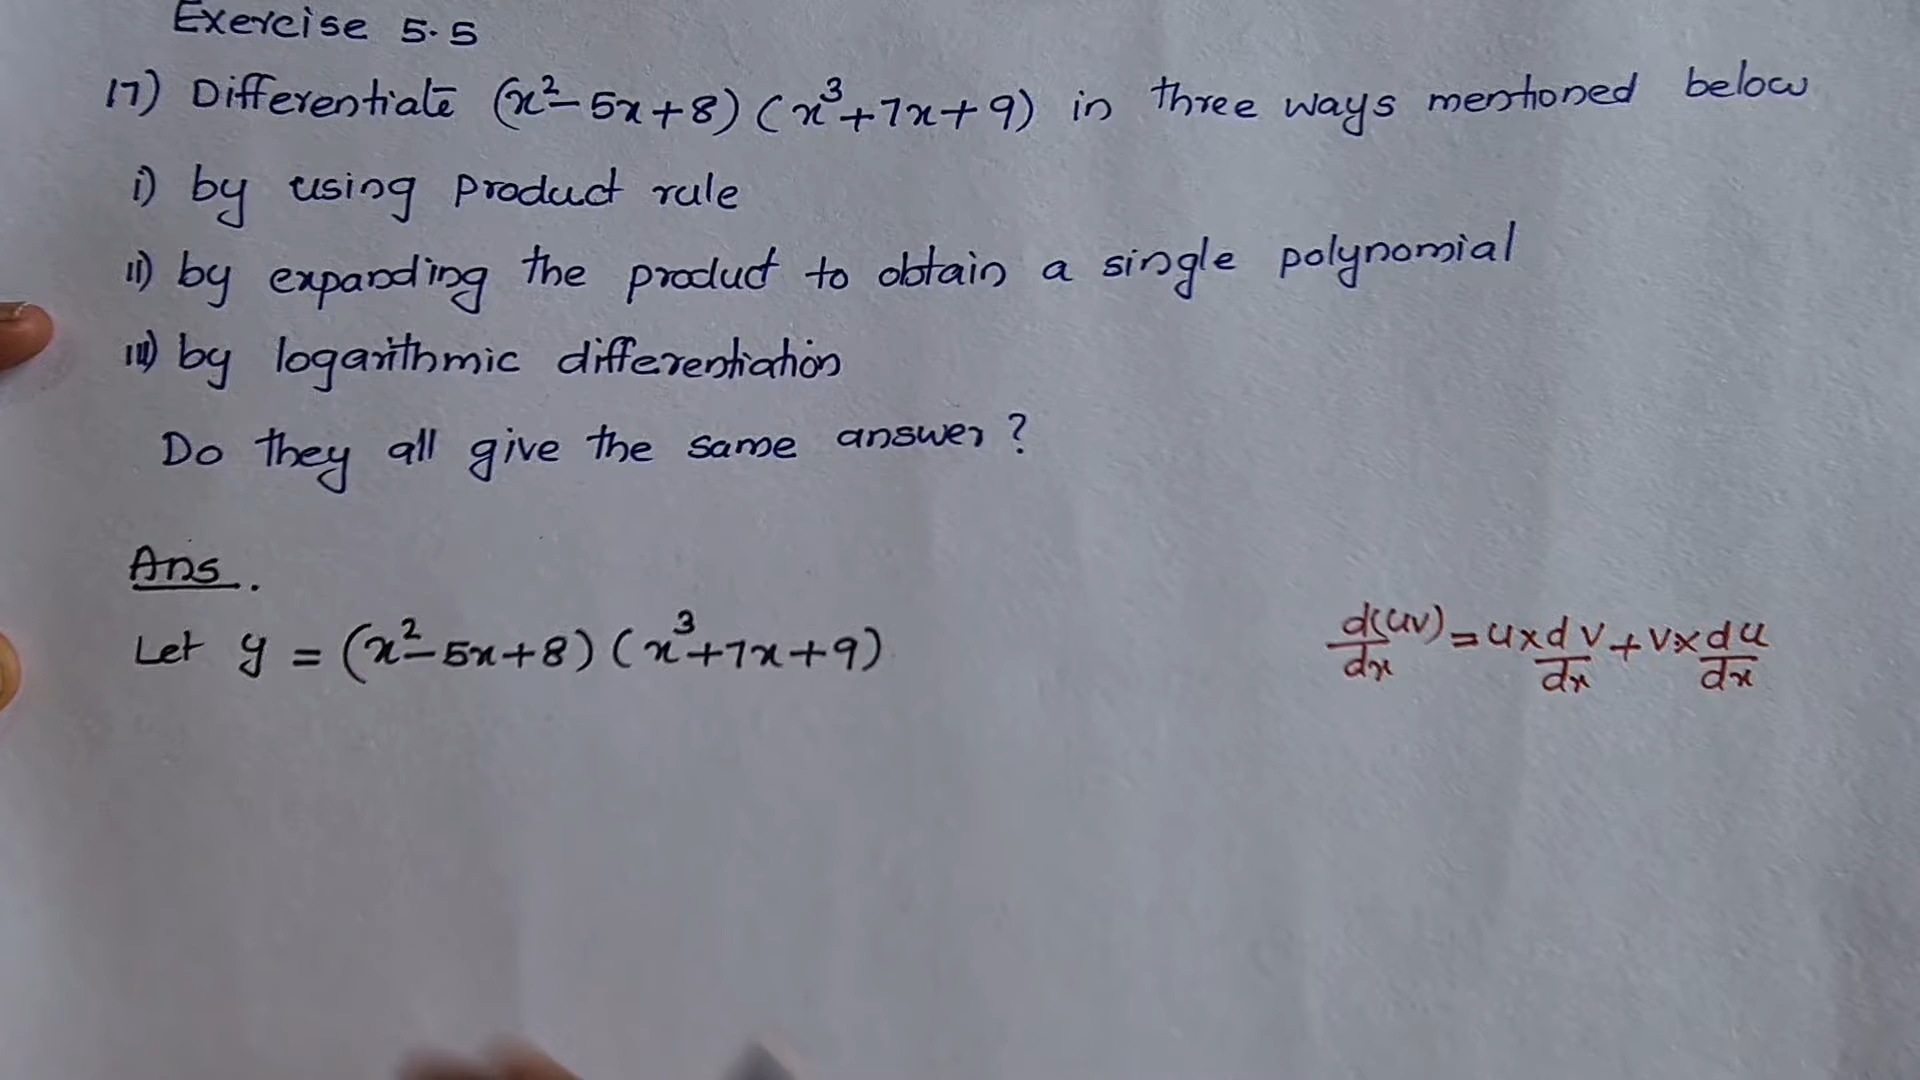 Exercise 5.5
17) Differentiate (x²-5x+8)(x³+7x+9) in three ways mentioned below
i) by using product rule
ii) by expanding the product to obtain a single polynomial
iii) by logarithmic differentiation
Do they all give the same answer?
Ans.
Let y = (x²-5x+8)(x³+7x+9)
d(uv)/dx = u×dv/dx + v×du/dx